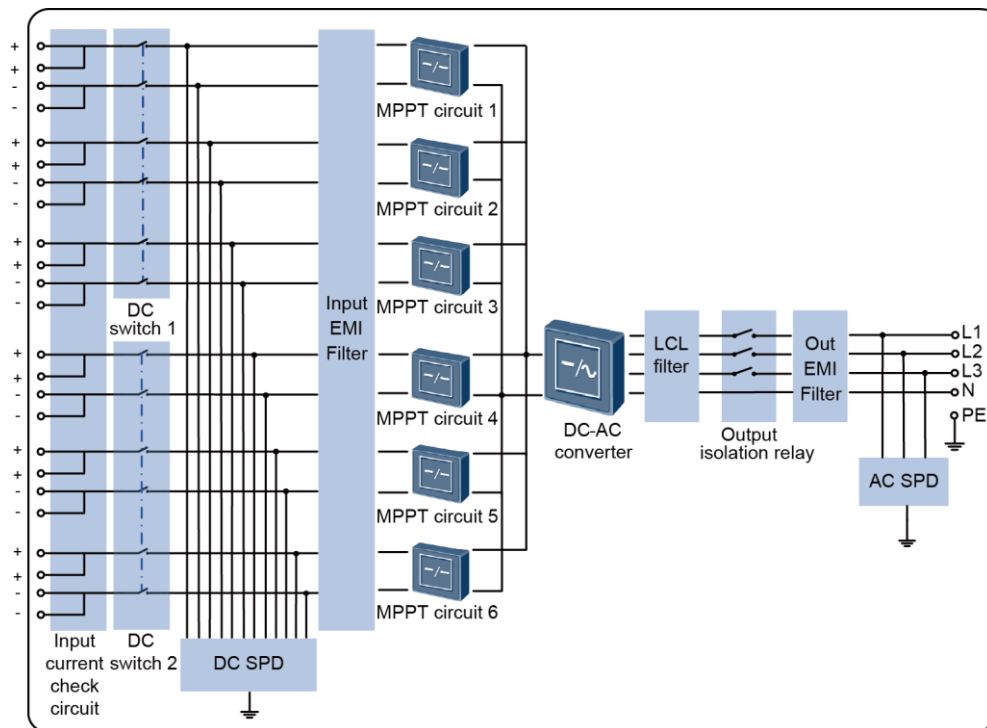 +
+
-
-
MPPT circuit 1
+
+
-
-
MPPT circuit 2
+
+
-
-
MPPT circuit 3
DC
switch 1
Input
EMI
Filter
+
+
-
-
MPPT circuit 4
+
+
-
-
MPPT circuit 5
+
+
-
-
MPPT circuit 6
Input
current
check
circuit
DC
switch 2
DC SPD
DC-AC
converter
LCL
filter
Output
isolation relay
Out
EMI
Filter
L1
L2
L3
N
PE
AC SPD